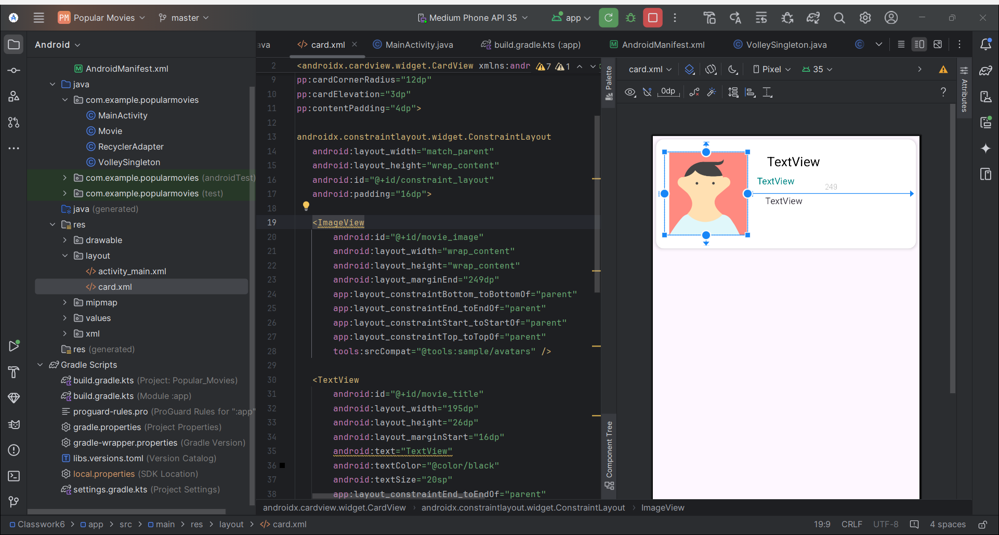 PM Popular Movies master Medium Phone API 35 app
Android
AndroidManifest.xml
java
com.example.popularmovies
MainActivity
Movie
RecyclerAdapter
VolleySingleton
com.example.popularmovies (androidTest)
com.example.popularmovies (test)
java (generated)
res
drawable
layout
activity_main.xml
card.xml
mipmap
values
xml
res (generated)
Gradle Scripts
build.gradle.kts (Project: Popular_Movies)
build.gradle.kts (Module :app)
proguard-rules.pro (ProGuard Rules for ":app"
gradle.properties (Project Properties)
gradle-wrapper.properties (Gradle Version)
libs.versions.toml (Version Catalog)
local.properties (SDK Location)
settings.gradle.kts (Project Settings)
ava card.xml MainActivity.java build.gradle.kts (:app) AndroidManifest.xml VolleySingleton.java
2 <androidx.cardview.widget.CardView xmlns:andr 7 1
9 pp:cardCornerRadius="12dp"
10 pp:cardElevation="3dp"
11 pp:contentPadding="4dp">
12
13 androidx.constraintlayout.widget.ConstraintLayout
14 android:layout_width="match_parent"
15 android:layout_height="wrap_content"
16 android:id="@+id/constraint_layout"
17 android:padding="16dp">
18
19 <ImageView
20 android:id="@+id/movie_image"
21 android:layout_width="wrap_content"
22 android:layout_height="wrap_content"
23 android:layout_marginEnd="249dp"
24 app:layout_constraintBottom_toBottomOf="parent"
25 app:layout_constraintEnd_toEndOf="parent"
26 app:layout_constraintStart_toStartOf="parent"
27 app:layout_constraintTop_toTopOf="parent"
28 tools:srcCompat="@tools:sample/avatars" />
29
30 <TextView
31 android:id="@+id/movie_title"
32 android:layout_width="195dp"
33 android:layout_height="26dp"
34 android:layout_marginStart="16dp"
35 android:text="TextView"
36 android:textColor="@color/black"
37 android:textSize="20sp"
38 app:layout_constraintEnd_toEndOf="parent"
androidx.cardview.widget.CardView › androidx.constraintlayout.widget.ConstraintLayout › ImageView
Palette
Component Tree
card.xml Pixel 35
0dp ?
TextView
TextView
249
TextView
Attributes
Classwork6 > app > src > main > res > layout > card.xml
19:9 CRLF UTF-8 4 spaces